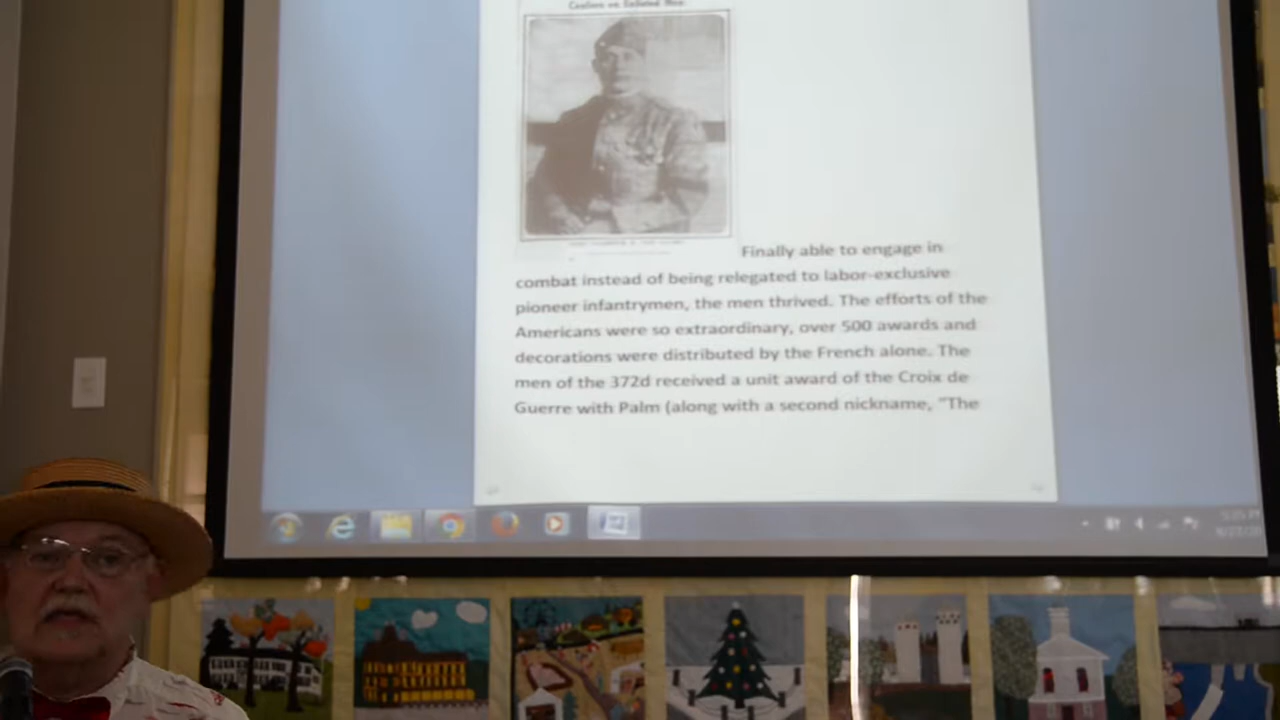 Finally able to engage in
combat instead of being relegated to labor-exclusive
pioneer infantrymen, the men thrived. The efforts of the
Americans were so extraordinary, over 500 awards and
decorations were distributed by the French alone. The
men of the 372d received a unit award of the Croix de
Guerre with Palm (along with a second nickname, "The